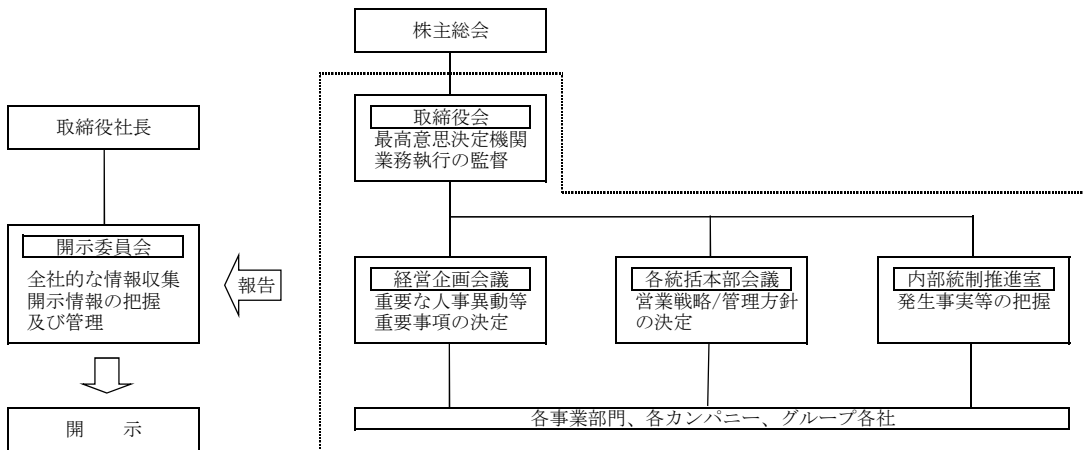 株主総会
取締役会
最高意思決定機関
業務執行の監督
取締役社長
開示委員会
全社的な情報収集
開示情報の把握
及び管理
報告
経営企画会議
重要な人事異動等
重要事項の決定
各統括本部会議
営業戦略/管理方針
の決定
内部統制推進室
発生事実等の把握
開　示
各事業部門、各カンパニー、グループ各社